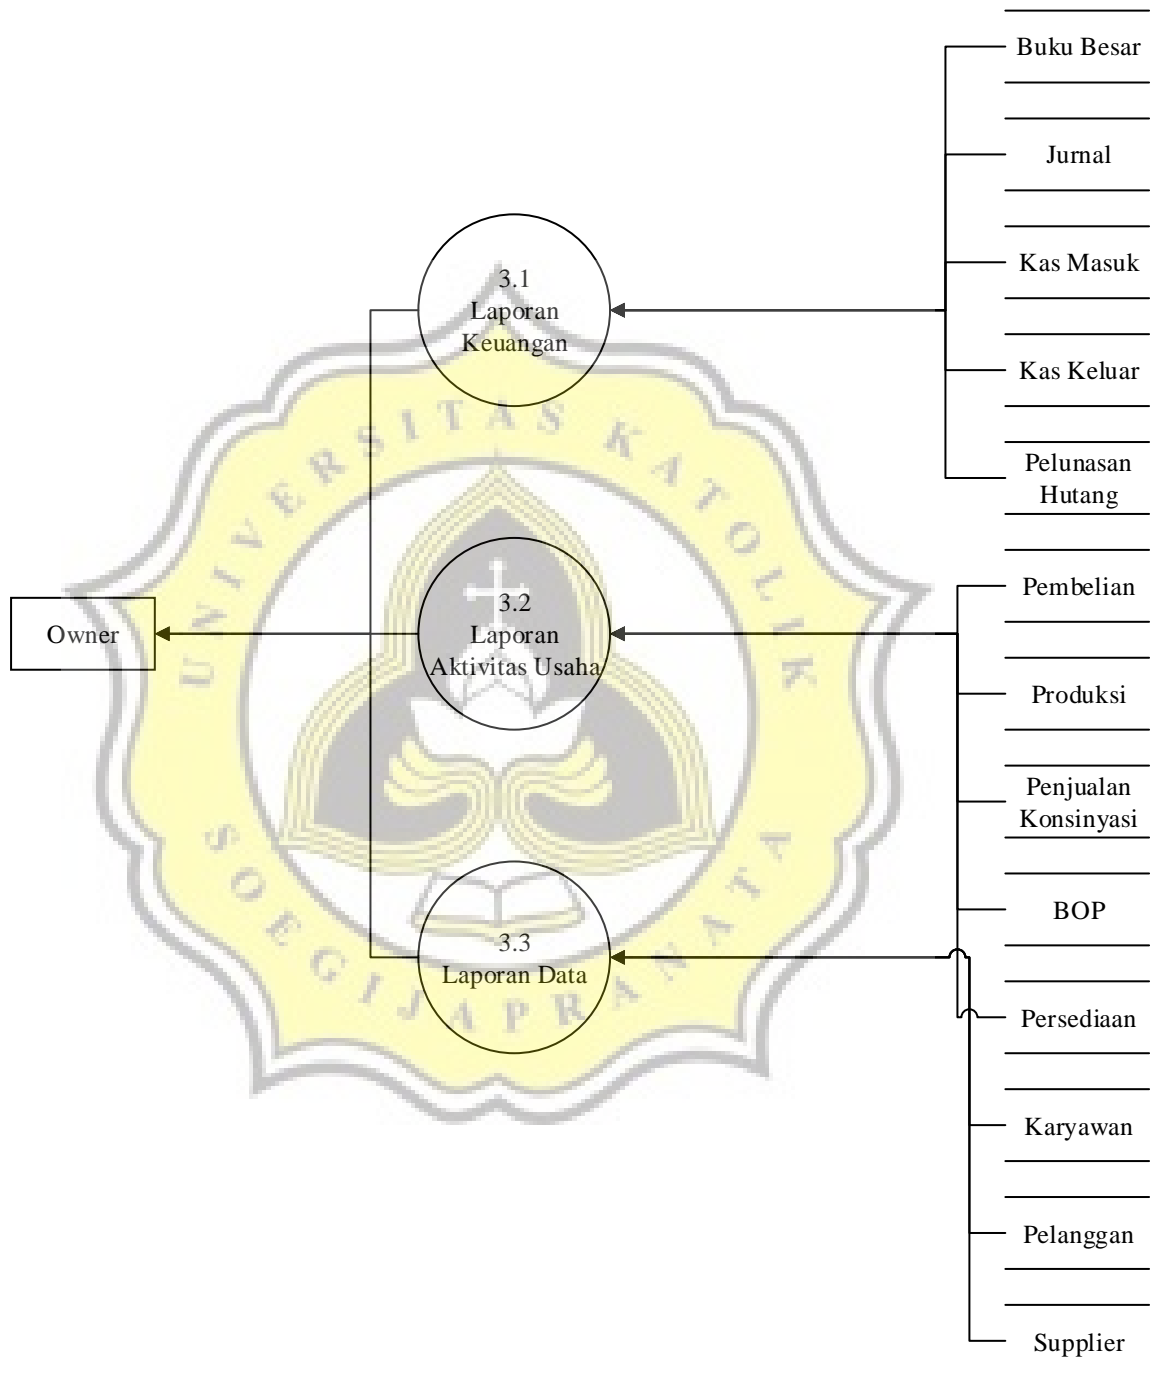 Buku Besar
Jurnal
3.1
Laporan
Keuangan
Kas Masuk
Kas Keluar
Pelunasan
Hutang
UNIVERSITAS KATOLIK
Owner
3.2
Laporan
Aktivitas Usaha
Pembelian
Produksi
Penjualan
Konsinyasi
BOP
3.3
Laporan Data
SOEGIJAPRANATA
Persediaan
Karyawan
Pelanggan
Supplier